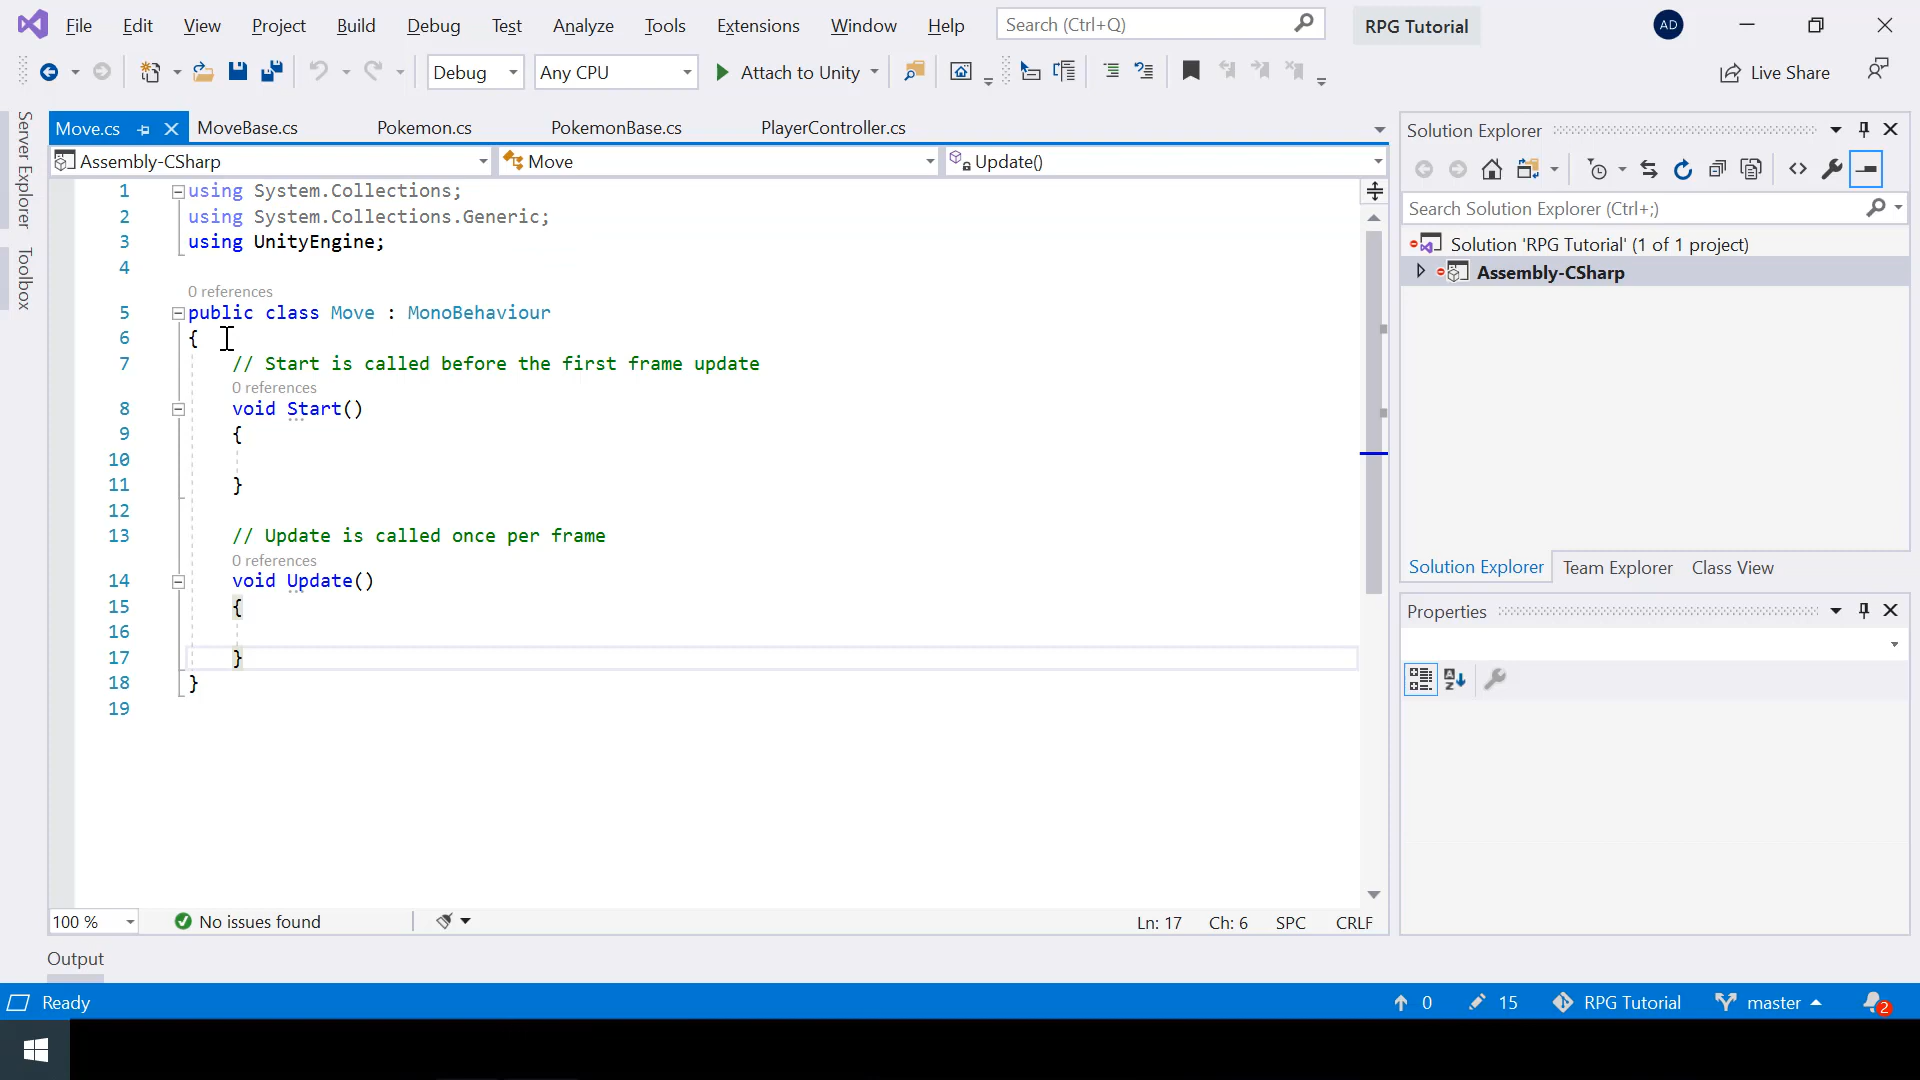 File Edit View Project Build Debug Test Analyze Tools Extensions Window Help Search (Ctrl+Q) RPG Tutorial AD
Debug Any CPU Attach to Unity Live Share
Server Explorer
Toolbox
Move.cs MoveBase.cs Pokemon.cs PokemonBase.cs PlayerController.cs
Assembly-CSharp Move Update()
1 using System.Collections;
2 using System.Collections.Generic;
3 using UnityEngine;
4
0 references
5 public class Move : MonoBehaviour
6 {
7 // Start is called before the first frame update
0 references
8 void Start()
9 {
10
11 }
12
13 // Update is called once per frame
0 references
14 void Update()
15 {
16
17 }
18 }
19
100 % No issues found Ln: 17 Ch: 6 SPC CRLF
Solution Explorer
Search Solution Explorer (Ctrl+;)
Solution 'RPG Tutorial' (1 of 1 project)
Assembly-CSharp
Solution Explorer Team Explorer Class View
Properties
Output
Ready 0 15 RPG Tutorial master 2